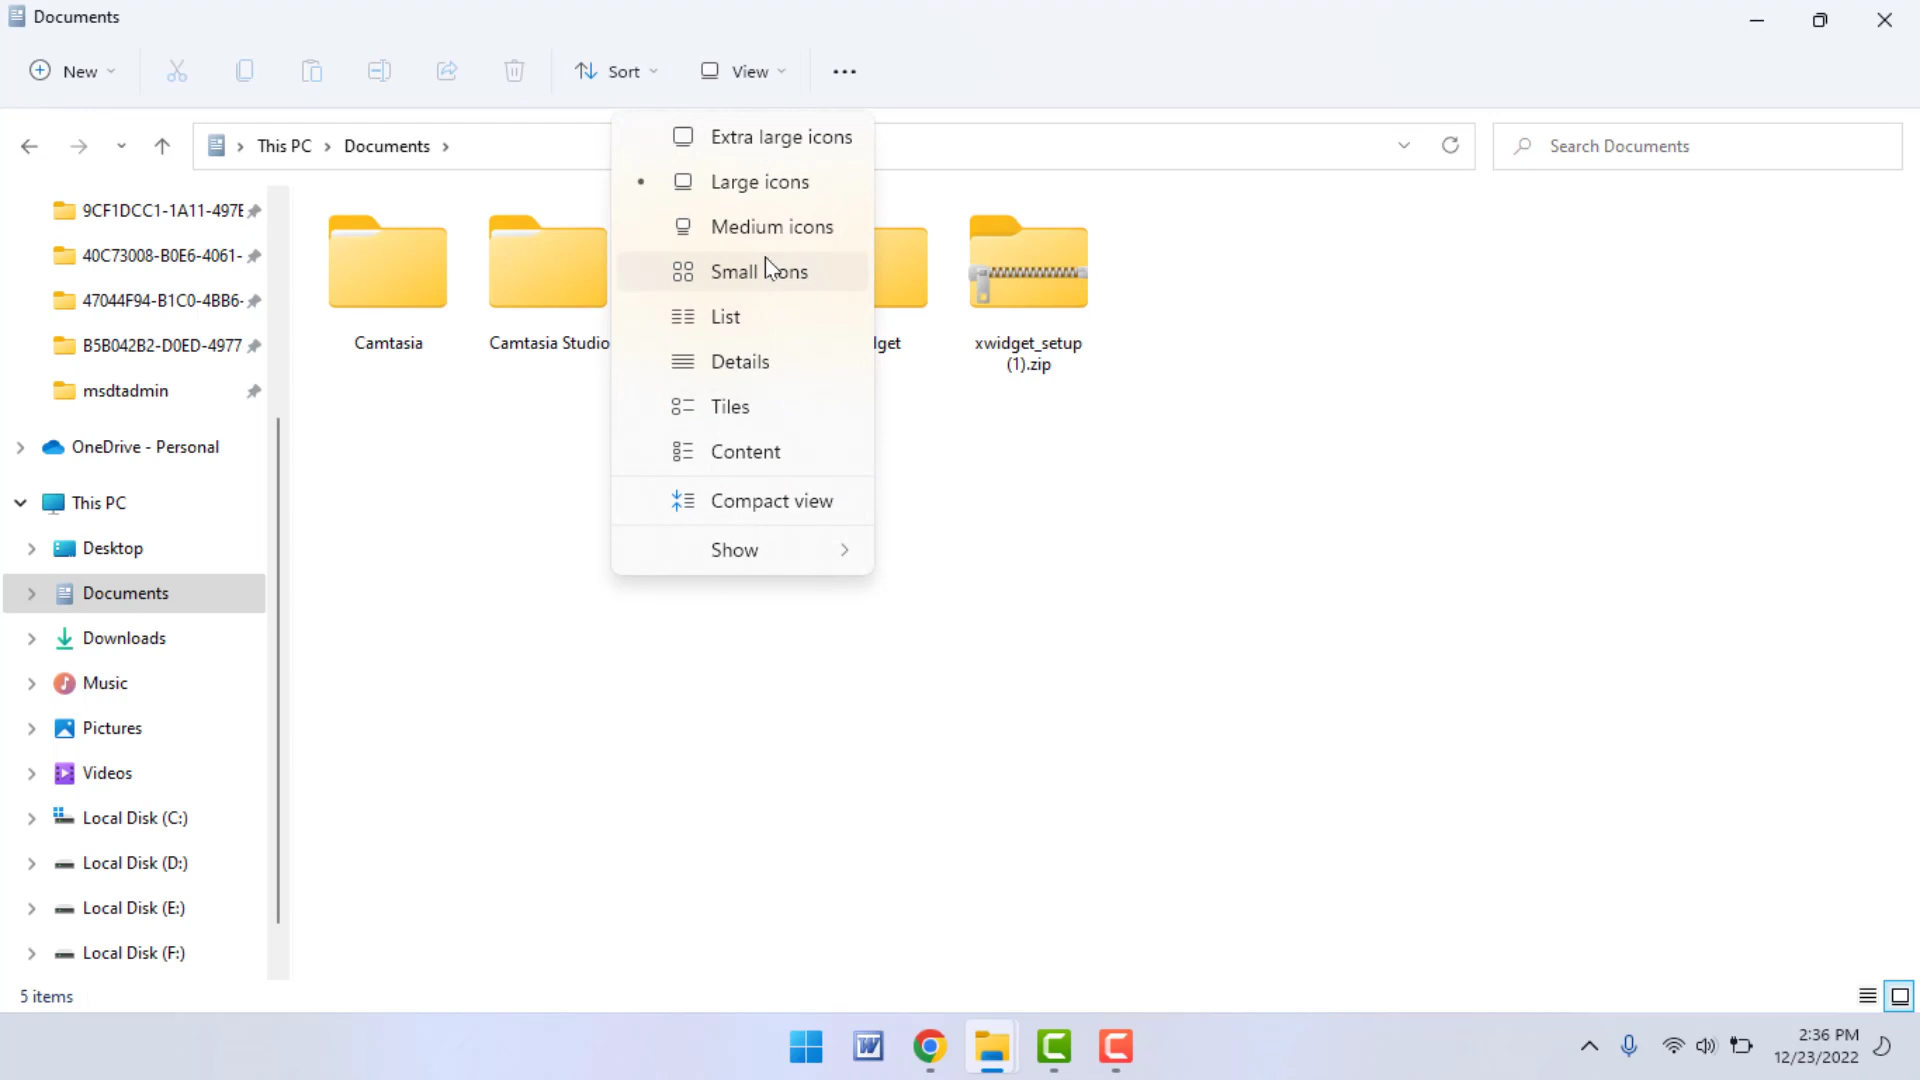 Documents
New
Sort
View
This PC
Documents
Search Documents
Extra large icons
Large icons
Medium icons
Small
List
Details
Tiles
Content
Compact view
Show
9CF1DCC1-1A11-497E
40C73008-B0E6-4061-
47044F94-B1C0-4BB6-
B5B042B2-D0ED-4977
msdtadmin
OneDrive - Personal
This PC
Desktop
Documents
Downloads
Music
Pictures
Videos
Local Disk (C:)
Local Disk (D:)
Local Disk (E:)
Local Disk (F:)
Camtasia
Camtasia Studio
xwidget_setup
(1).zip
5 items
2:36 PM
12/23/2022